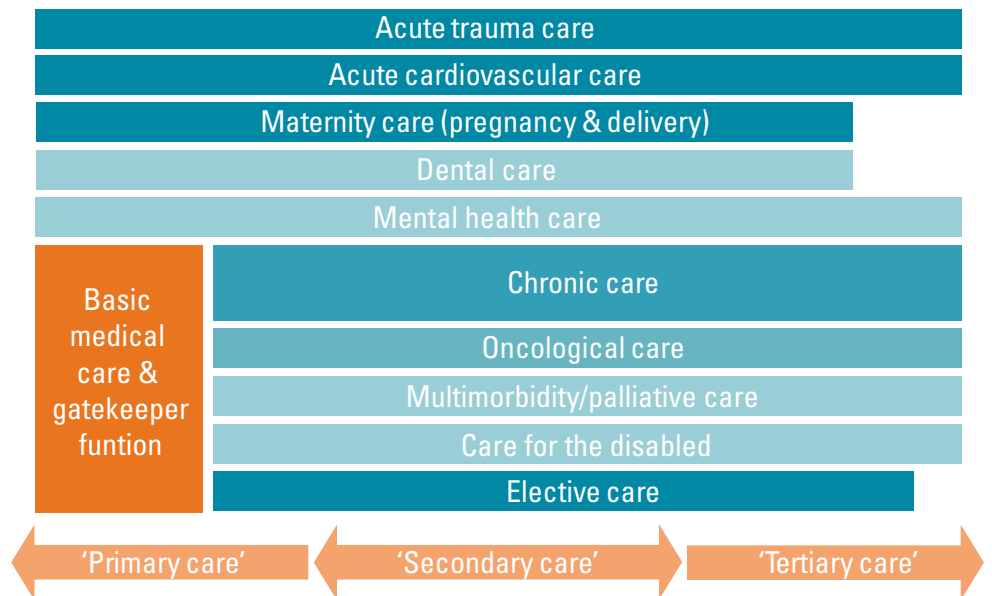 Acute trauma care
Acute cardiovascular care
Maternity care (pregnancy & delivery)
Dental care
Mental health care
Basic
medical
care &
gatekeeper
funtion
Chronic care
Oncological care
Multimorbidity/palliative care
Care for the disabled
Elective care
‘Primary care’
‘Secondary care’
‘Tertiary care’